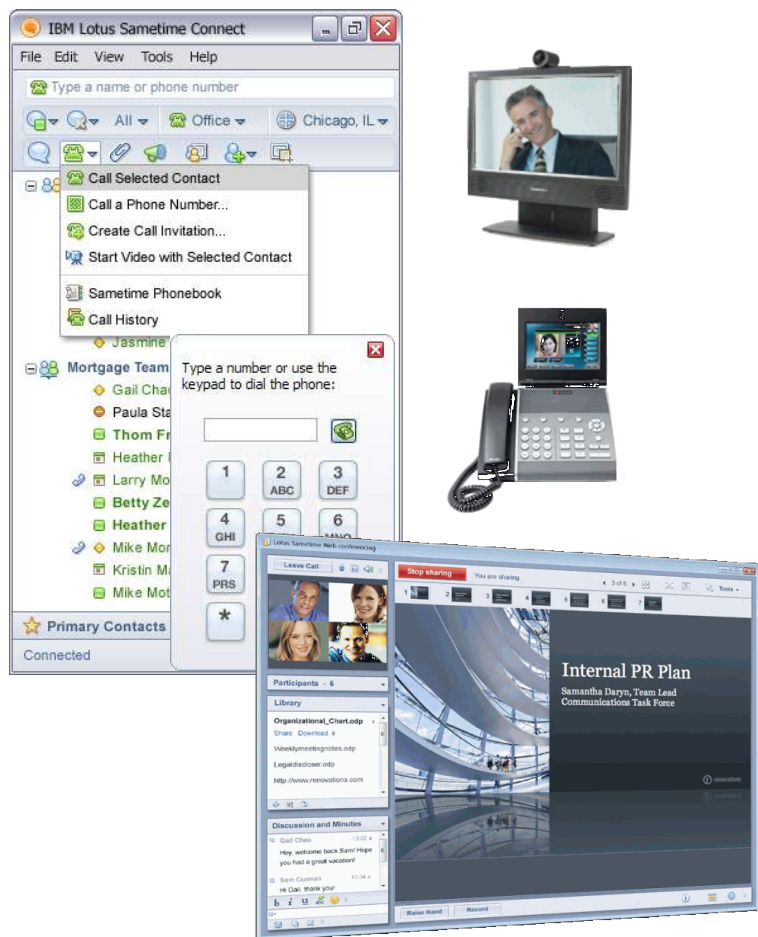 IBM Lotus Sametime Connect
File Edit View Tools Help
Type a name or phone number
All Office Chicago, IL
Call Selected Contact
Call a Phone Number...
Create Call Invitation...
Start Video with Selected Contact
Sametime Phonebook
Call History
Jasmine
Mortgage Team
Gail Chao
Paula
Thom
Heather
Larry
Betty
Heather
Mike
Kristin
Mike
Primary Contacts
Connected
Type a number or use the
keypad to dial the phone:
1 2 3
ABC DEF
4 5 6
GHI
7
PRS
*
Lotus Sametime Web conferencing
Leave Call
Stop sharing You are sharing 3 of 6 Tools
1 2 3 4 5 6 7
Participants - 6
Library
Organizational_Chart.odp
Share Download
Weeklymeetingnotes.odp
Legaldiscloser.odp
http://www.renovations.com
Discussion and Minutes
Gail Chao
Hey, welcome back Sam! Hope
you had a great vacation!
Sam Curman
Hi Gail, thank you!
b i u
Internal PR Plan
Samantha Daryn, Team Lead
Communications Task Force
renovations
Raise Hand Record